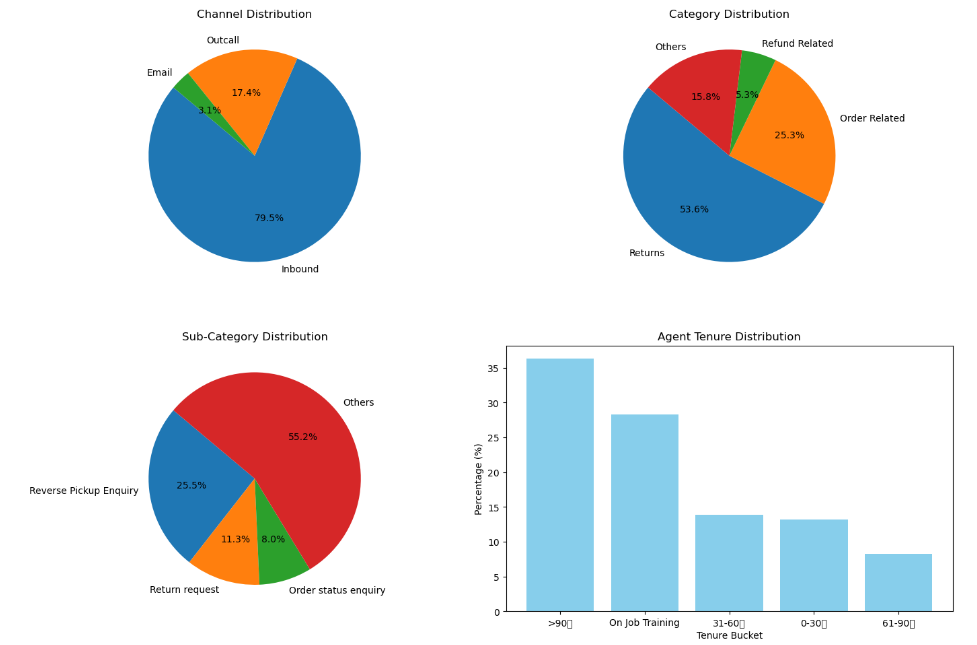 Channel Distribution
Outcall
Email
17.4%
3.1%
79.5%
Inbound
Category Distribution
Refund Related
Others
15.8%
5.3%
Order Related
25.3%
53.6%
Returns
Sub-Category Distribution
Others
55.2%
Reverse Pickup Enquiry
25.5%
11.3%
8.0%
Return request
Order status enquiry
Agent Tenure Distribution
Percentage (%)
35
30
25
20
15
10
5
0
>90
On Job Training
31-60
0-30
61-90
Tenure Bucket